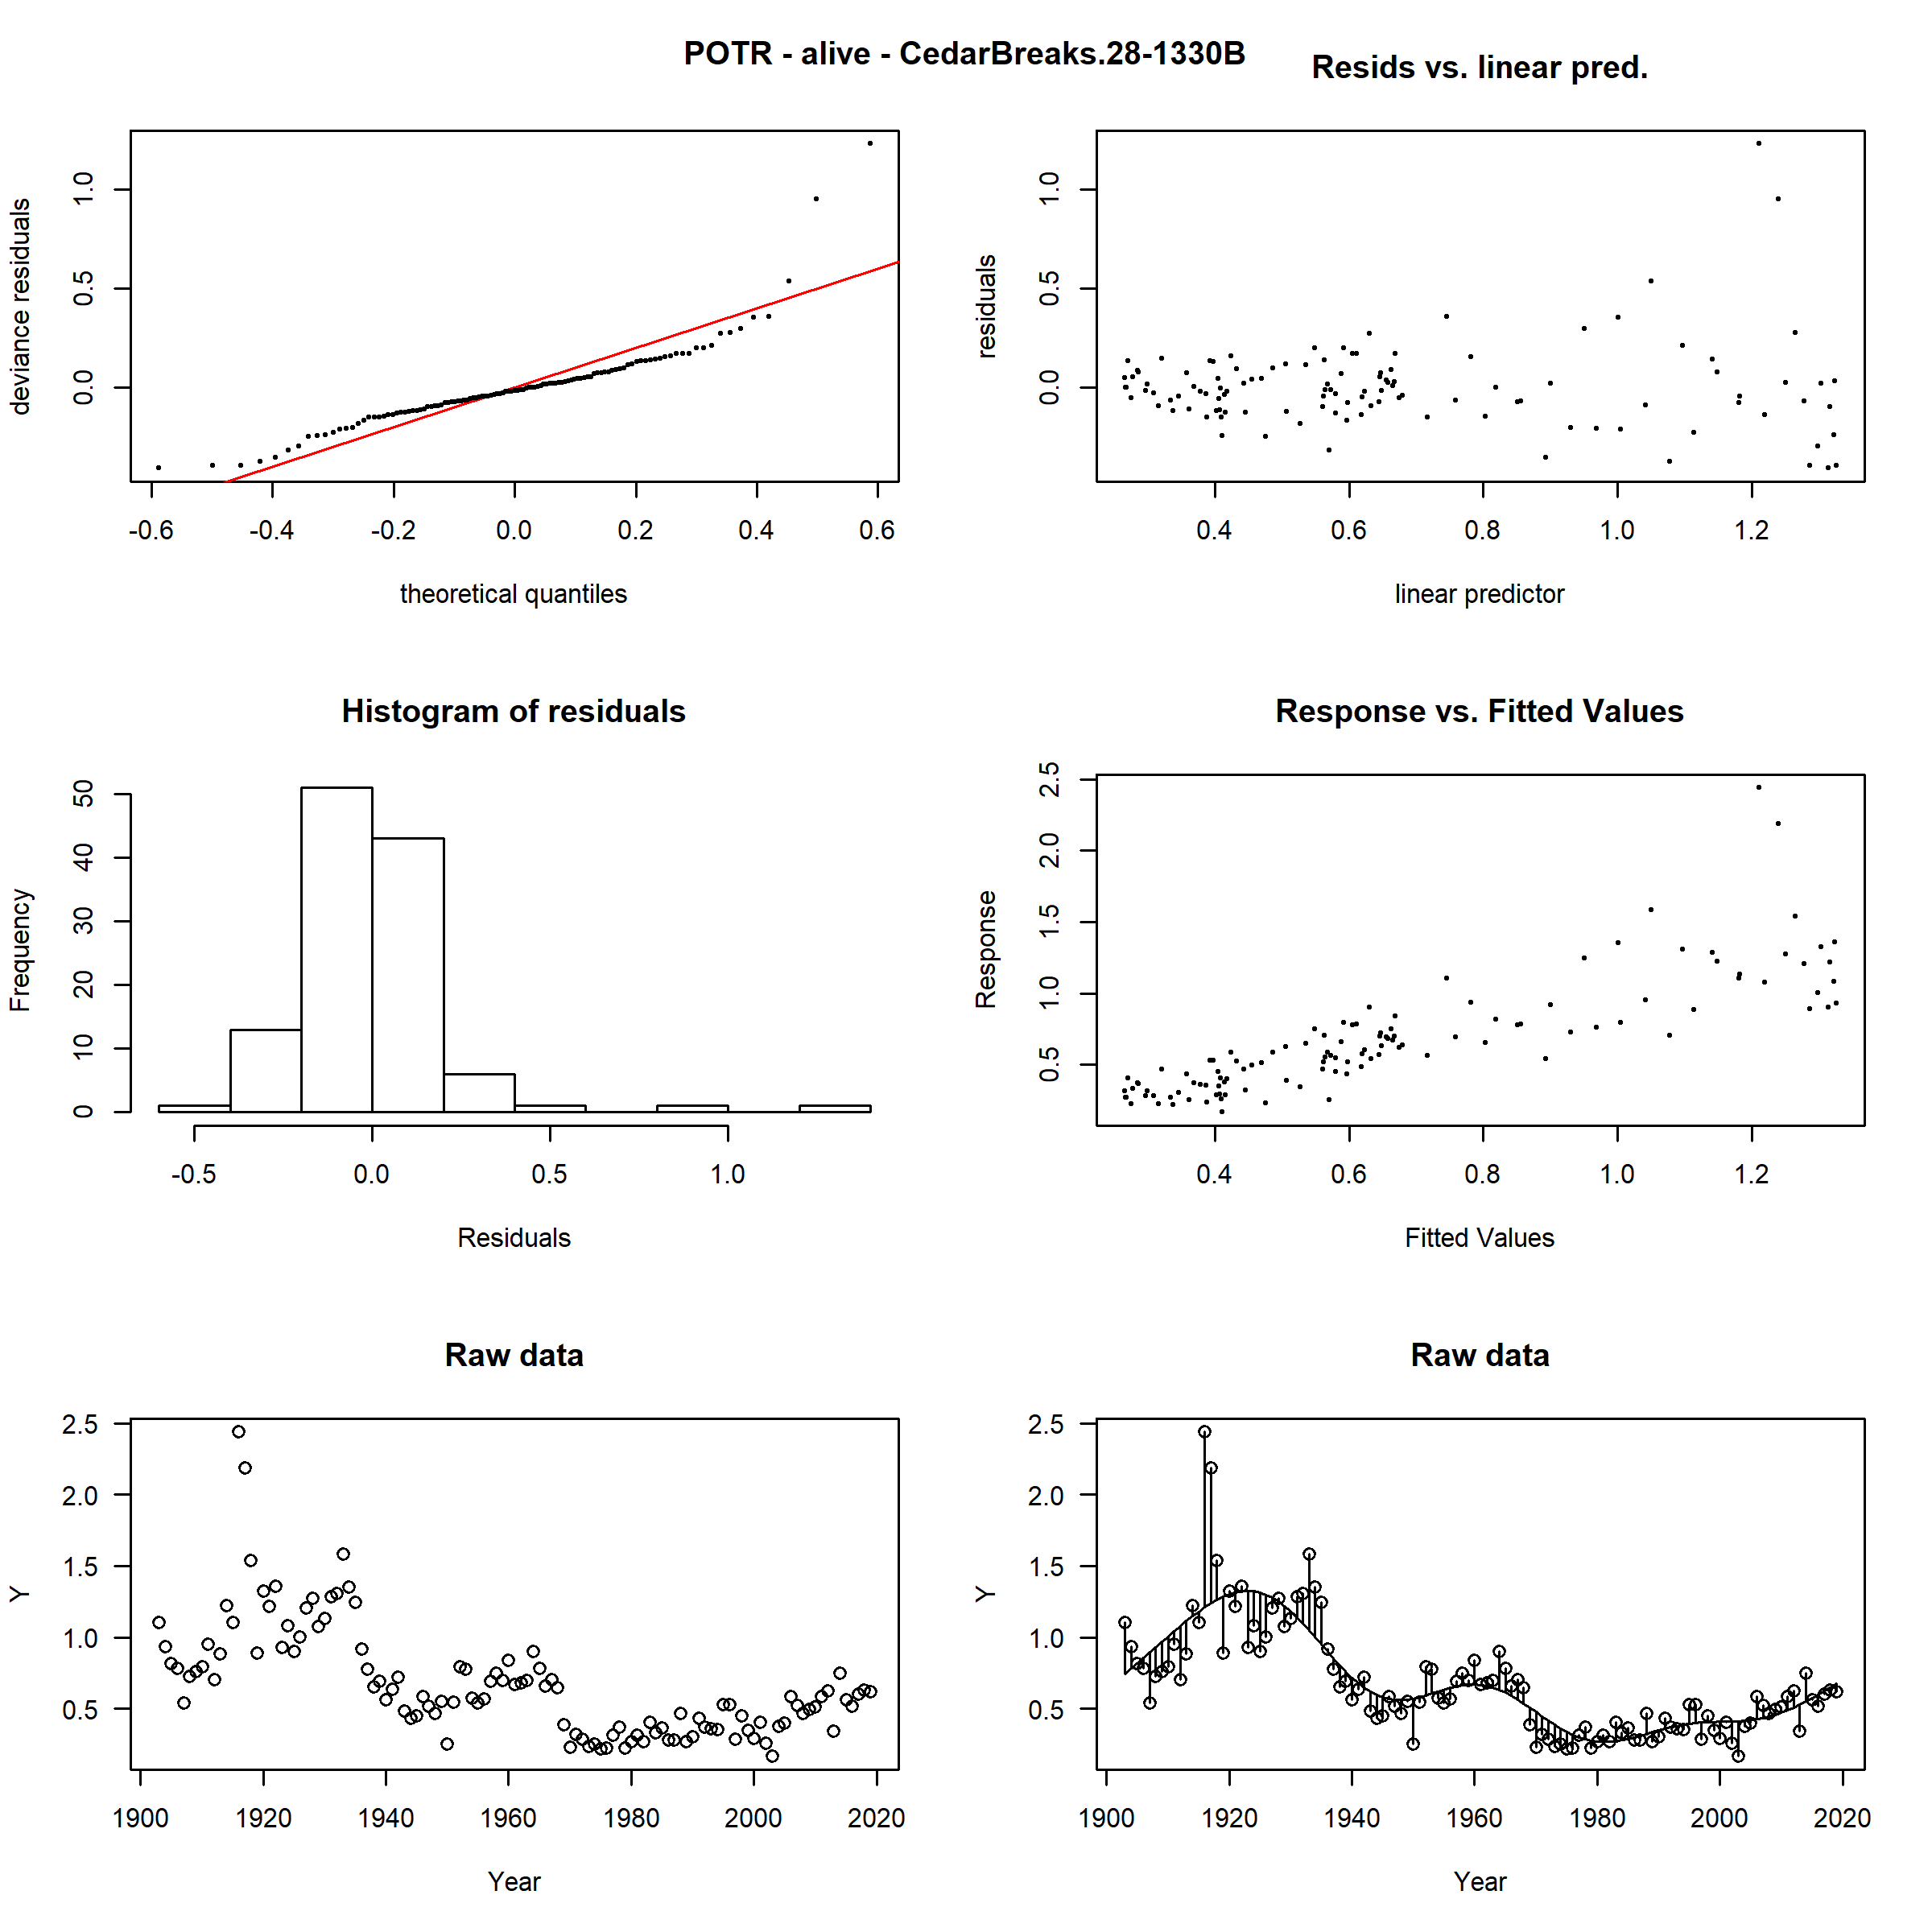 POTR - alive - CedarBreaks.28-1330B
Resids vs. linear pred.
deviance residuals
0.0 0.5 1.0
-0.6 -0.4 -0.2 0.0 0.2 0.4 0.6
theoretical quantiles
residuals
0.0 0.5 1.0
0.4 0.6 0.8 1.0 1.2
linear predictor
Histogram of residuals
Frequency
0 10 20 30 40 50
-0.5 0.0 0.5 1.0
Residuals
Response vs. Fitted Values
Response
0.5 1.0 1.5 2.0 2.5
0.4 0.6 0.8 1.0 1.2
Fitted Values
Raw data
Y
2.5
2.0
1.5
1.0
0.5
1900 1920 1940 1960 1980 2000 2020
Year
Raw data
Y
2.5
2.0
1.5
1.0
0.5
1900 1920 1940 1960 1980 2000 2020
Year